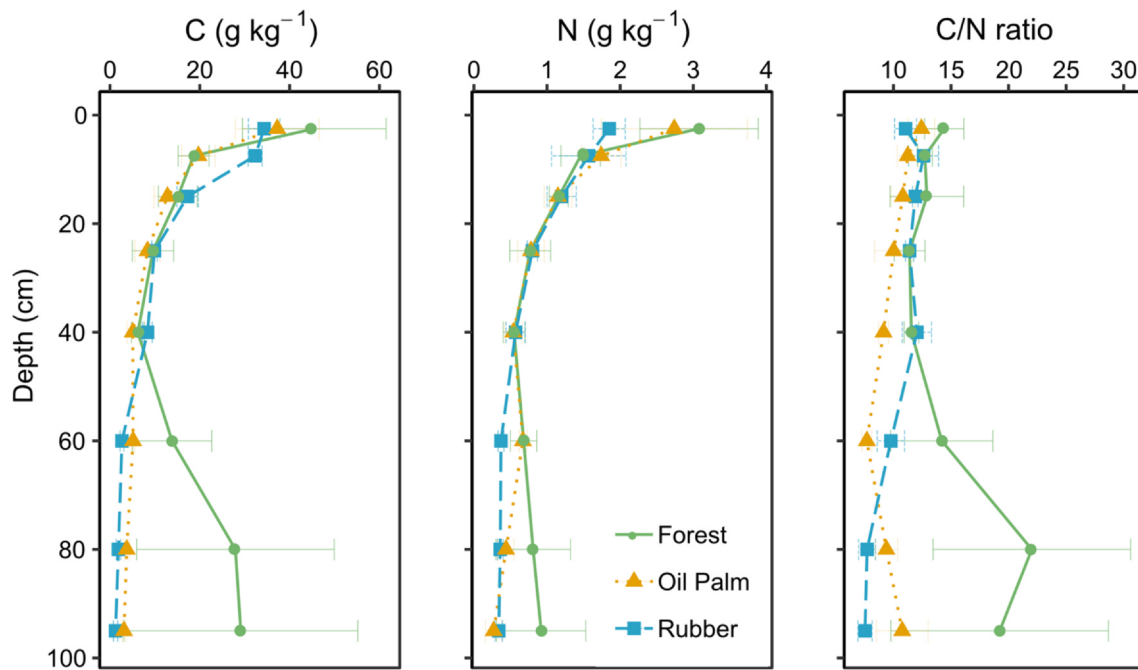 C (g kg⁻¹) N (g kg⁻¹) C/N ratio
0 20 40 60 0 1 2 3 4 10 15 20 25 30
Depth (cm)
0
20
40
60
80
100
Forest
Oil Palm
Rubber